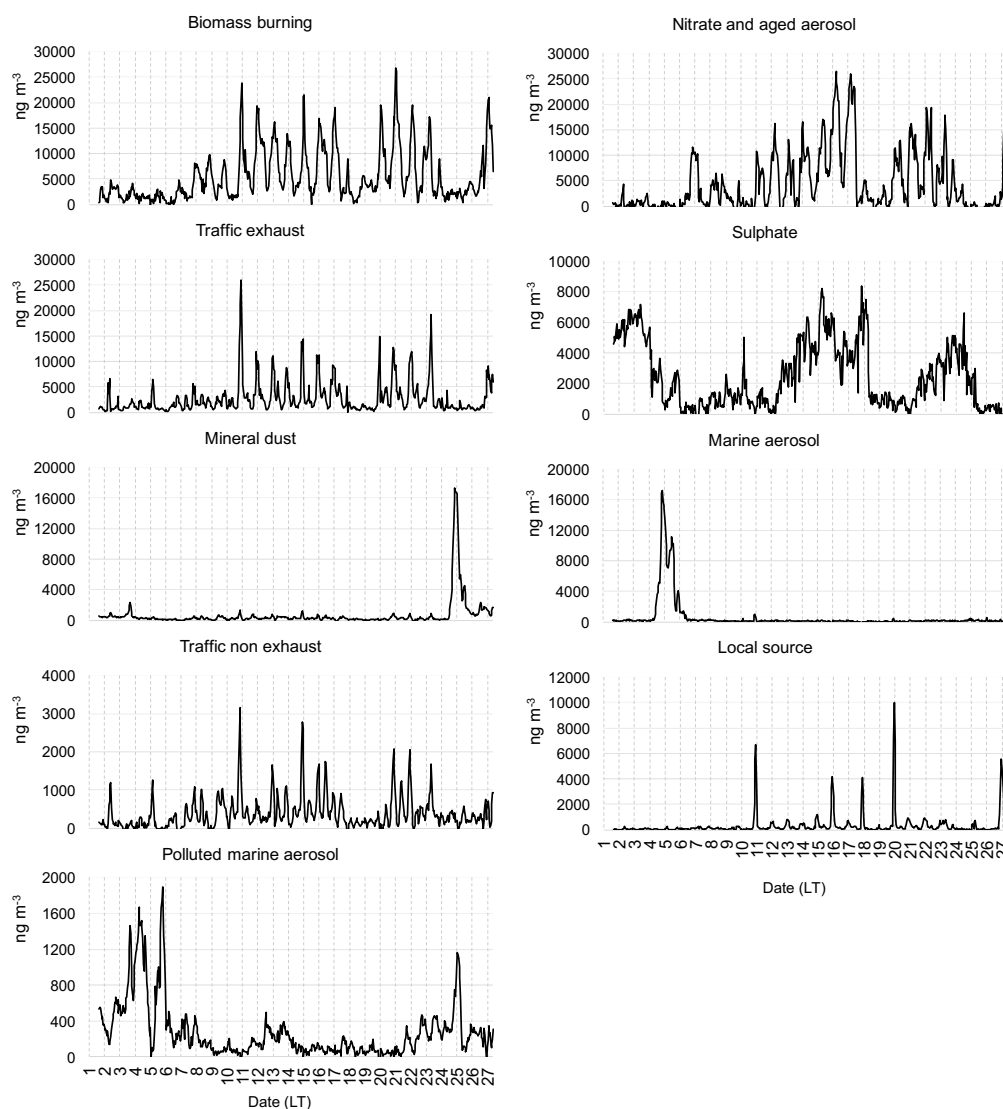 Biomass burning
ng m⁻³
30000
25000
20000
15000
10000
5000
0
Nitrate and aged aerosol
ng m⁻³
30000
25000
20000
15000
10000
5000
0
Traffic exhaust
ng m⁻³
30000
25000
20000
15000
10000
5000
0
Sulphate
ng m⁻³
10000
8000
6000
4000
2000
0
Mineral dust
ng m⁻³
20000
16000
12000
8000
4000
0
Marine aerosol
ng m⁻³
20000
16000
12000
8000
4000
0
Traffic non exhaust
ng m⁻³
4000
3000
2000
1000
0
Local source
ng m⁻³
12000
10000
8000
6000
4000
2000
0
1 2 3 4 5 6 7 8 9 10 11 12 13 14 15 16 17 18 19 20 21 22 23 24 25 26 27
Date (LT)
Polluted marine aerosol
ng m⁻³
2000
1600
1200
800
400
0
1 2 3 4 5 6 7 8 9 10 11 12 13 14 15 16 17 18 19 20 21 22 23 24 25 26 27
Date (LT)